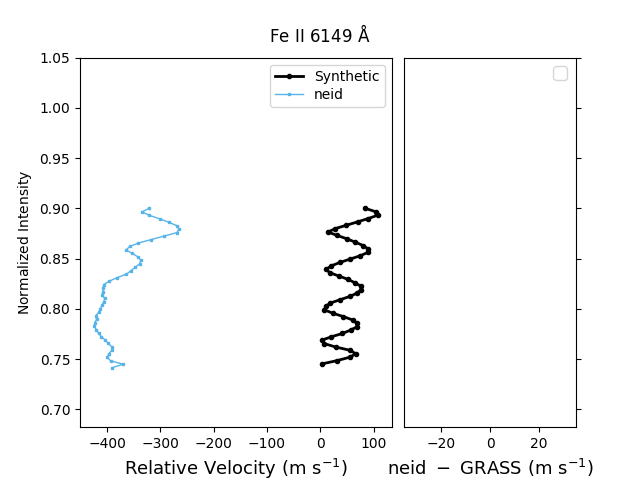 Fe II 6149 Å
1.05
1.00
0.95
0.90
0.85
0.80
0.75
0.70
Normalized Intensity
Synthetic
neid
−400 −300 −200 −100 0 100
−20 0 20
Relative Velocity (m s⁻¹)
neid − GRASS (m s⁻¹)